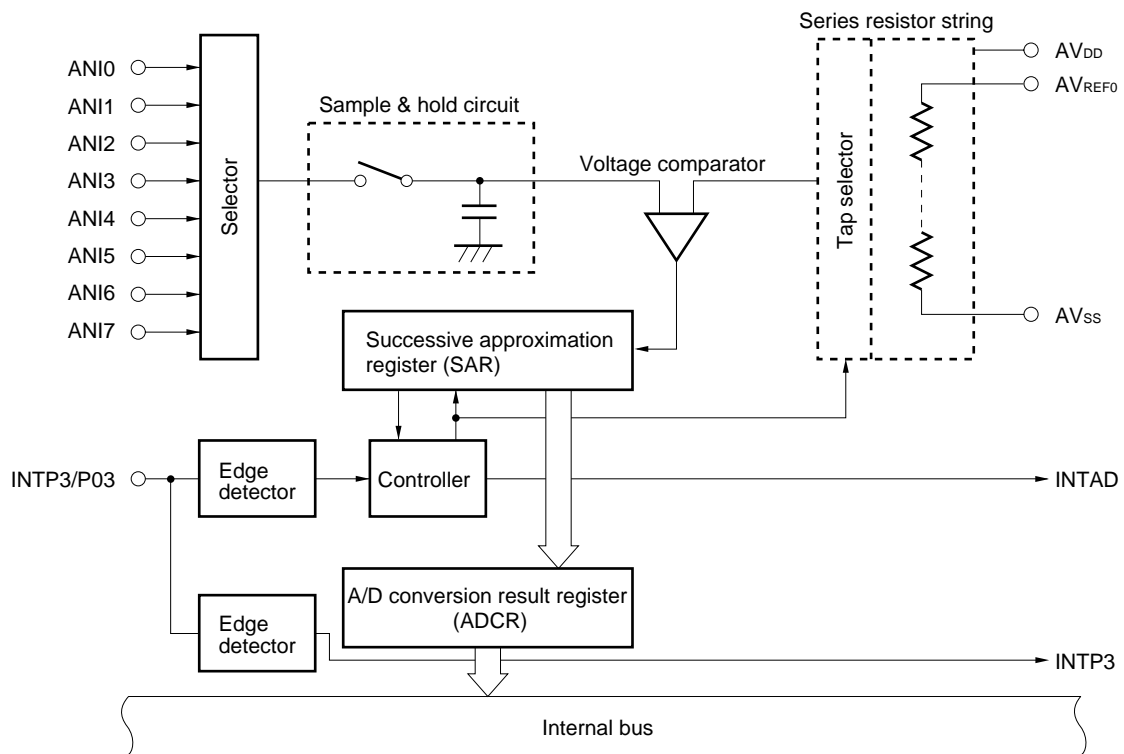 Series resistor string
ANI0
ANI1
ANI2
ANI3
ANI4
ANI5
ANI6
ANI7
Selector
Sample & hold circuit
Voltage comparator
Tap selector
AVDD
AVREF0
AVSS
Successive approximation
register (SAR)
INTP3/P03
Edge
detector
Controller
INTAD
A/D conversion result register
(ADCR)
Edge
detector
INTP3
Internal bus